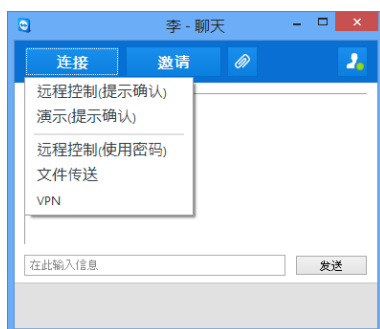 李 - 聊天
连接 邀请
远程控制(提示确认)
演示(提示确认)
远程控制(使用密码)
文件传送
VPN
在此输入信息 发送